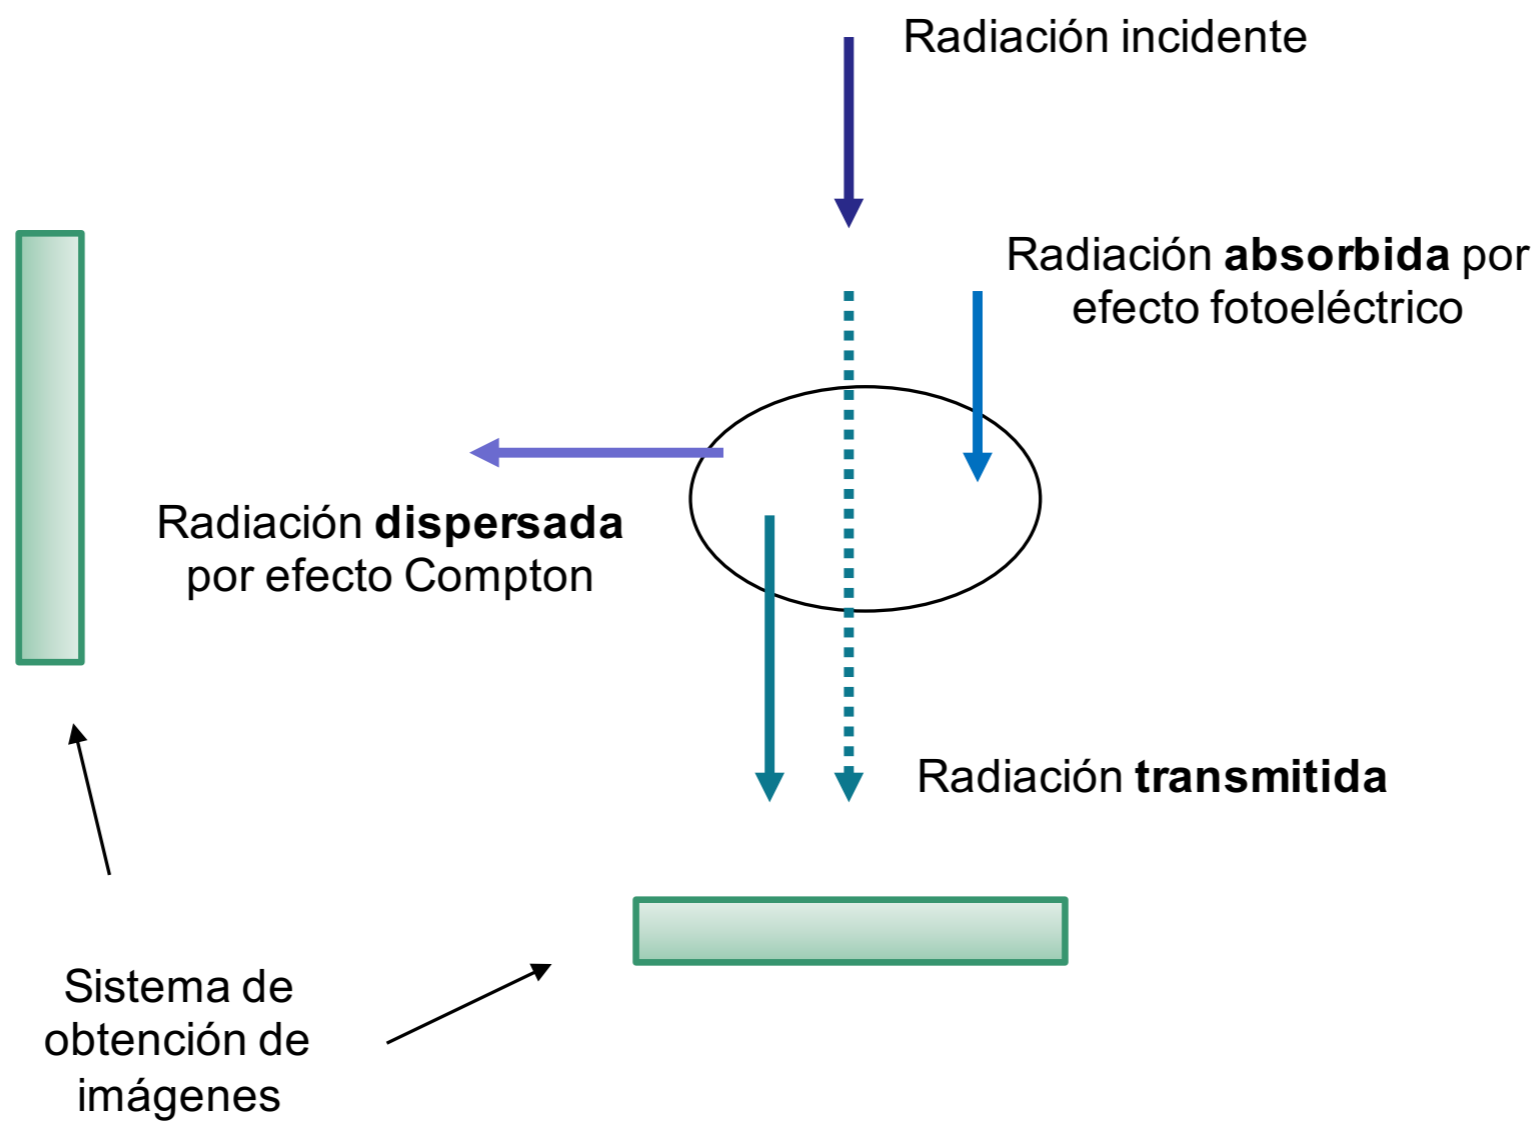 Radiación incidente
Radiación absorbida por
efecto fotoeléctrico
Radiación dispersada
por efecto Compton
Radiación transmitida
Sistema de
obtención de
imágenes